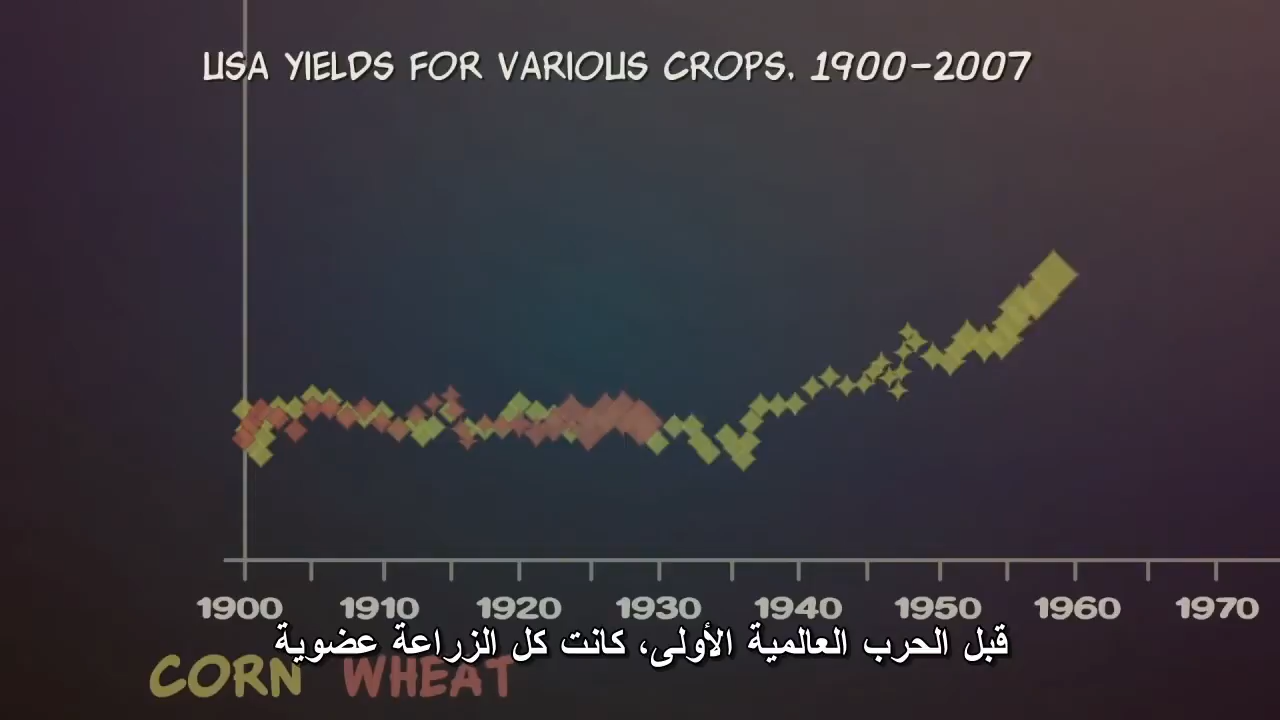 USA YIELDS FOR VARIOUS CROPS. 1900-2007
1900 1910 1920 1930 1940 1950 1960 1970
قبل الحرب العالمية الأولى، كانت كل الزراعة عضوية
CORN WHEAT